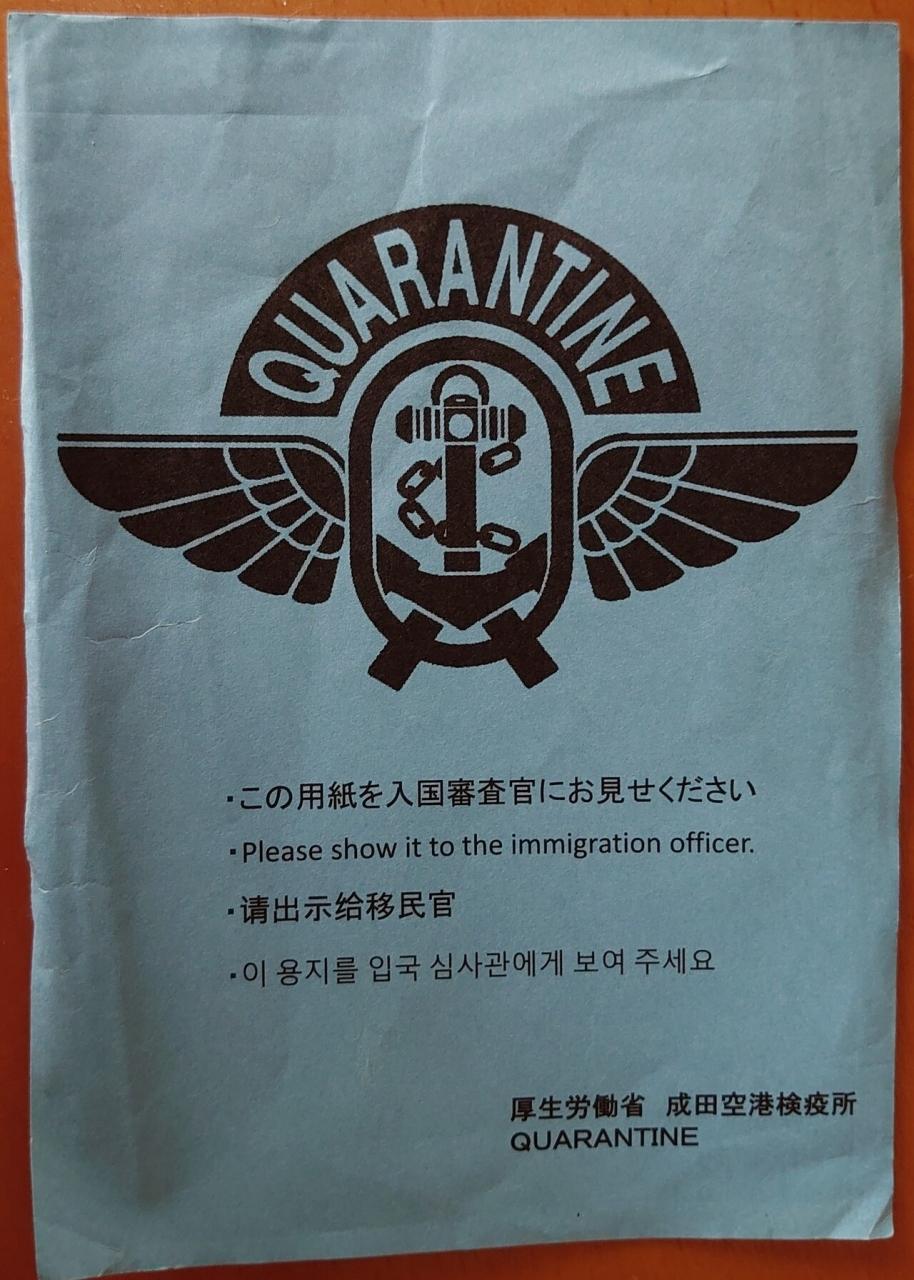 QUARANTINE
・この用紙を入国審査官にお見せください
・Please show it to the immigration officer.
・请出示给移民官
・이 용지를 입국 심사관에게 보여 주세요
厚生労働省 成田空港検疫所
QUARANTINE